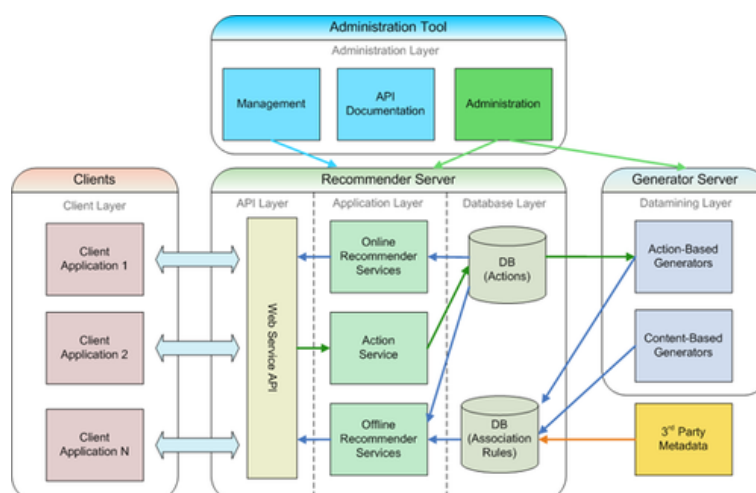 Administration Tool
Administration Layer
Management
API
Documentation
Administration
Clients
Client Layer
Client
Application 1
Client
Application 2
Client
Application N
Recommender Server
API Layer
Application Layer
Database Layer
Web Service API
Online
Recommender
Services
Action
Service
Offline
Recommender
Services
DB
(Actions)
DB
(Association
Rules)
Generator Server
Datamining Layer
Action-Based
Generators
Content-Based
Generators
3rd Party
Metadata